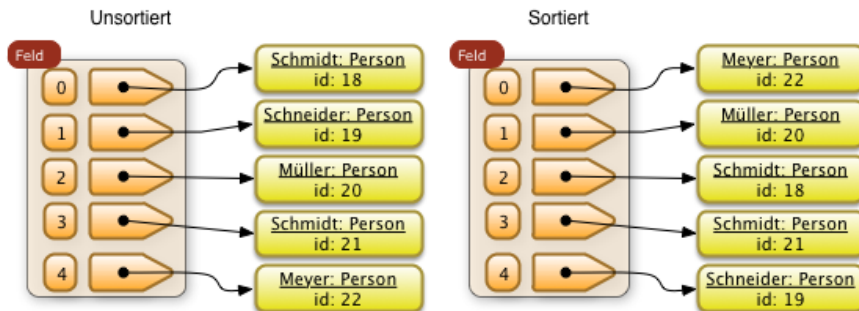 Unsortiert
Feld
0
Schmidt: Person
id: 18
1
Schneider: Person
id: 19
2
Müller: Person
id: 20
3
Schmidt: Person
id: 21
4
Meyer: Person
id: 22
Sortiert
Feld
0
Meyer: Person
id: 22
1
Müller: Person
id: 20
2
Schmidt: Person
id: 18
3
Schmidt: Person
id: 21
4
Schneider: Person
id: 19